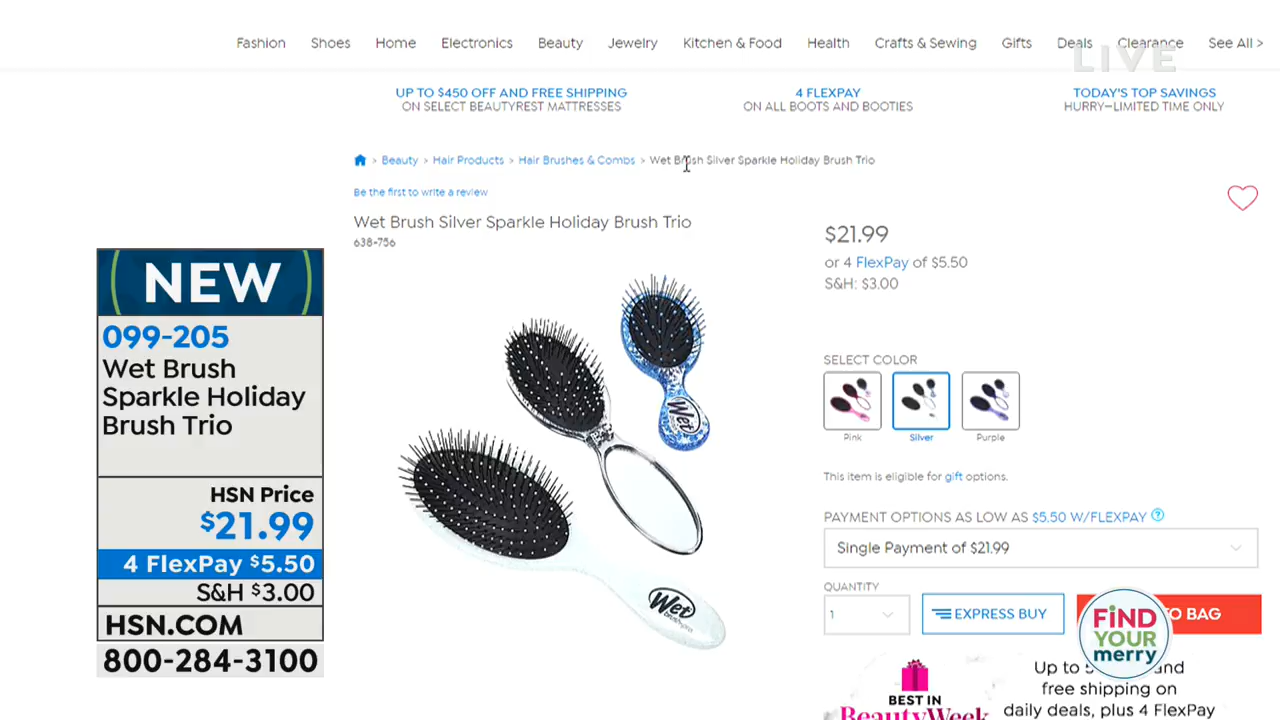 Fashion Shoes Home Electronics Beauty Jewelry Kitchen & Food Health Crafts & Sewing Gifts Deals Clearance See All >
LIVE
UP TO $450 OFF AND FREE SHIPPING
ON SELECT BEAUTYREST MATTRESSES
4 FLEXPAY
ON ALL BOOTS AND BOOTIES
TODAY'S TOP SAVINGS
HURRY—LIMITED TIME ONLY
> Beauty > Hair Products > Hair Brushes & Combs > Wet Brush Silver Sparkle Holiday Brush Trio
Be the first to write a review
Wet Brush Silver Sparkle Holiday Brush Trio
638-756
NEW
099-205
Wet Brush
Sparkle Holiday
Brush Trio
HSN Price
$21.99
4 FlexPay $5.50
S&H $3.00
HSN.COM
800-284-3100
Wet
Wet
brush pro
$21.99
or 4 FlexPay of $5.50
S&H: $3.00
SELECT COLOR
Pink Silver Purple
This item is eligible for gift options.
PAYMENT OPTIONS AS LOW AS $5.50 W/FLEXPAY ?
Single Payment of $21.99
QUANTITY
1
EXPRESS BUY
TO BAG
FiND
YOUR
merry
BEST IN
BeautyWeek
Up to and
free shipping on
daily deals, plus 4 FlexPay